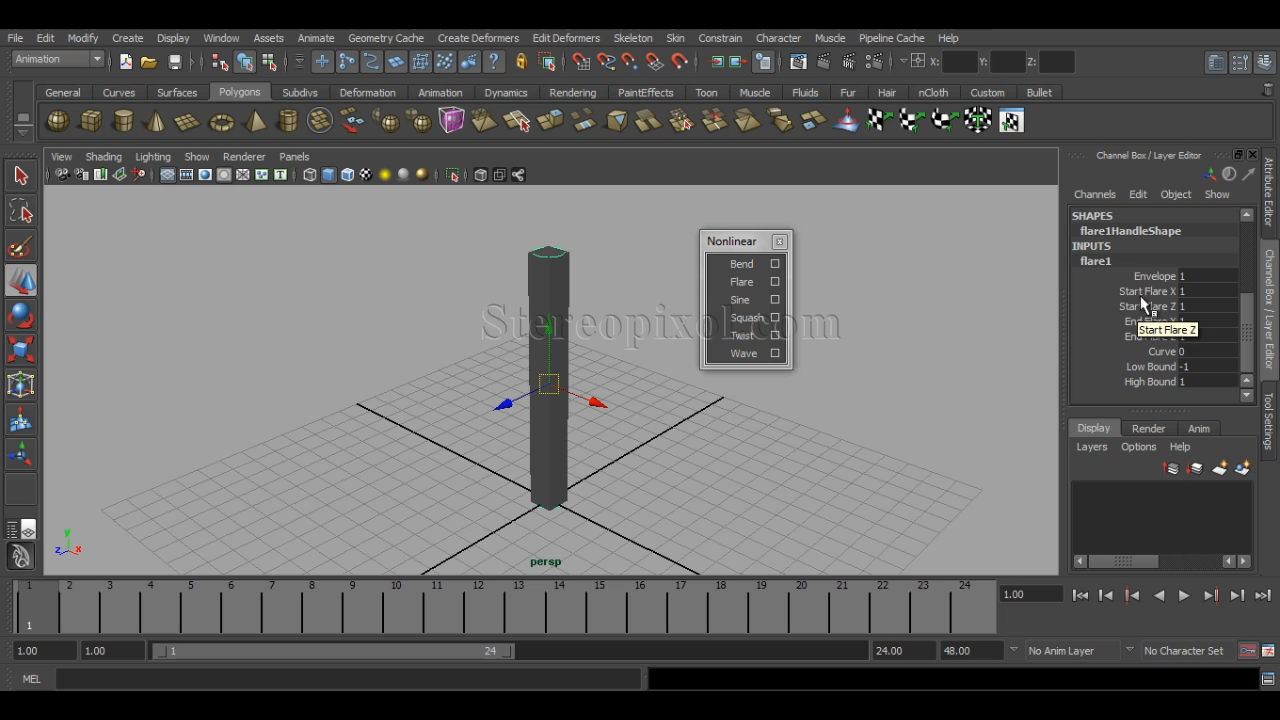 File Edit Modify Create Display Window Assets Animate Geometry Cache Create Deformers Edit Deformers Skeleton Skin Constrain Character Muscle Pipeline Cache Help
Animation X: Y: Z:
General Curves Surfaces Polygons Subdivs Deformation Animation Dynamics Rendering PaintEffects Toon Muscle Fluids Fur Hair nCloth Custom Bullet
View Shading Lighting Show Renderer Panels
Channel Box / Layer Editor
Channels Edit Object Show
SHAPES
flare1HandleShape
INPUTS
flare1
Envelope 1
Start Flare X 1
Start Flare Z 1
Start Flare Z
Curve 0
Low Bound -1
High Bound 1
Attribute Editor
Channel Box / Layer Editor
Tool Settings
Nonlinear
Bend
Flare
Sine
Squash
Twist
Wave
Stereopixol.com
Display Render Anim
Layers Options Help
y
z x
persp
1 2 3 4 5 6 7 8 9 10 11 12 13 14 15 16 17 18 19 20 21 22 23 24
1
1.00
1.00 1.00 1 24 24.00 48.00 No Anim Layer No Character Set
MEL